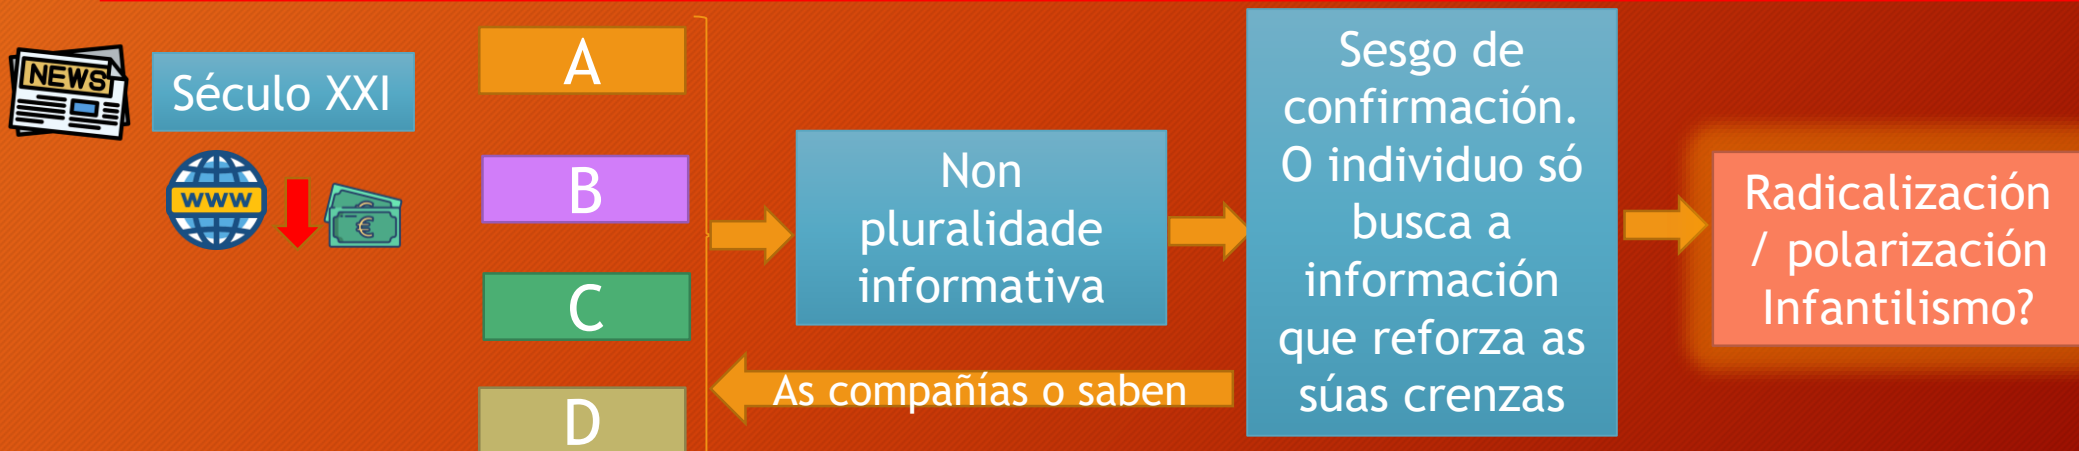 NEWS
Século XXI
WWW
€
A
B
C
D
Non
pluralidade
informativa
As compañías o saben
Sesgo de
confirmación.
O individuo só
busca a
información
que reforza as
súas crenzas
Radicalización
/ polarización
Infantilismo?